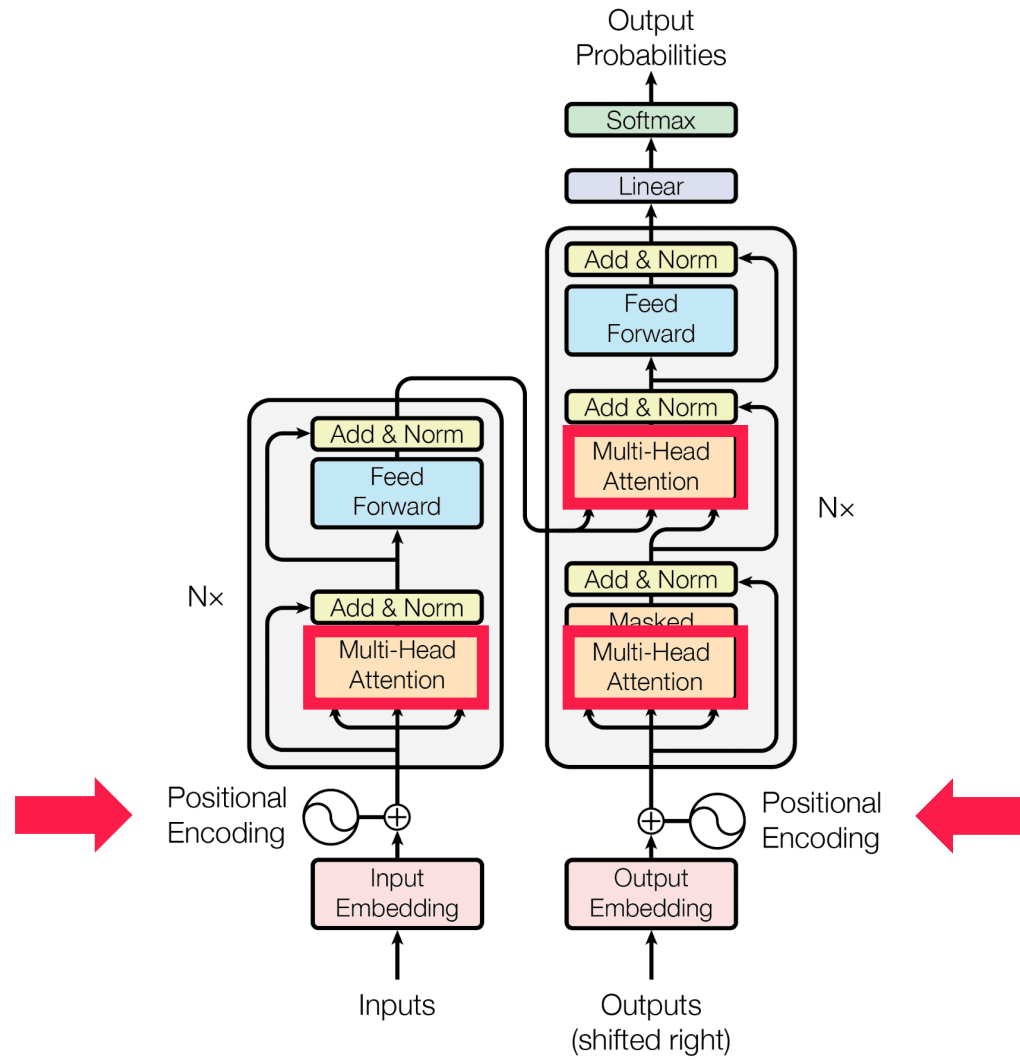 Output
Probabilities
Softmax
Linear
Add & Norm
Feed
Forward
Add & Norm
Multi-Head
Attention
Add & Norm
Masked
Multi-Head
Attention
N×
Add & Norm
Feed
Forward
Add & Norm
Multi-Head
Attention
N×
Positional
Encoding
Positional
Encoding
Input
Embedding
Output
Embedding
Inputs
Outputs
(shifted right)